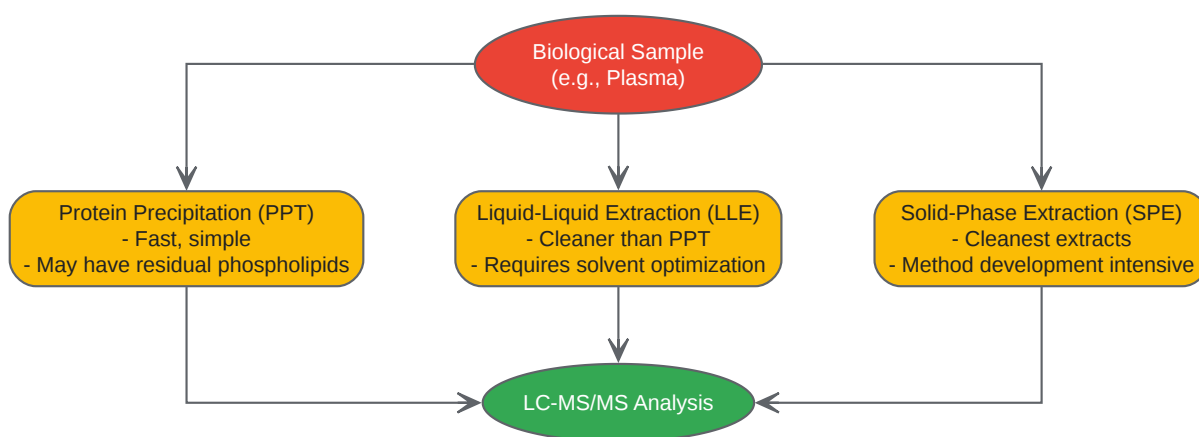 Biological Sample
(e.g., Plasma)
Protein Precipitation (PPT)
- Fast, simple
- May have residual phospholipids
Liquid-Liquid Extraction (LLE)
- Cleaner than PPT
- Requires solvent optimization
Solid-Phase Extraction (SPE)
- Cleanest extracts
- Method development intensive
LC-MS/MS Analysis